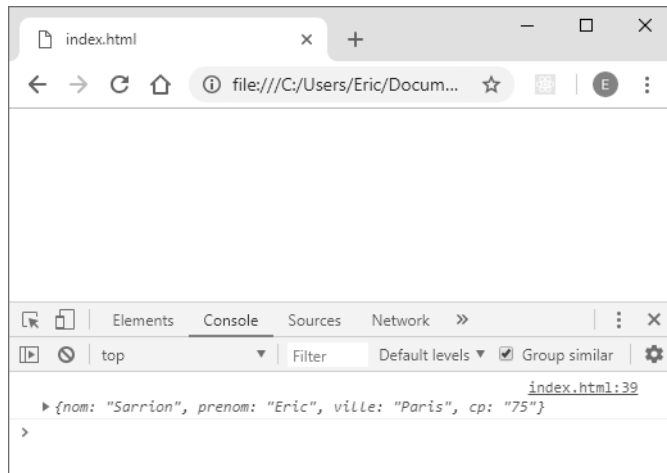 index.html
file:///C:/Users/Eric/Docum...
E
Elements Console Sources Network »
top Filter Default levels Group similar
index.html:39
{nom: "Sarrion", prenom: "Eric", ville: "Paris", cp: "75"}
>